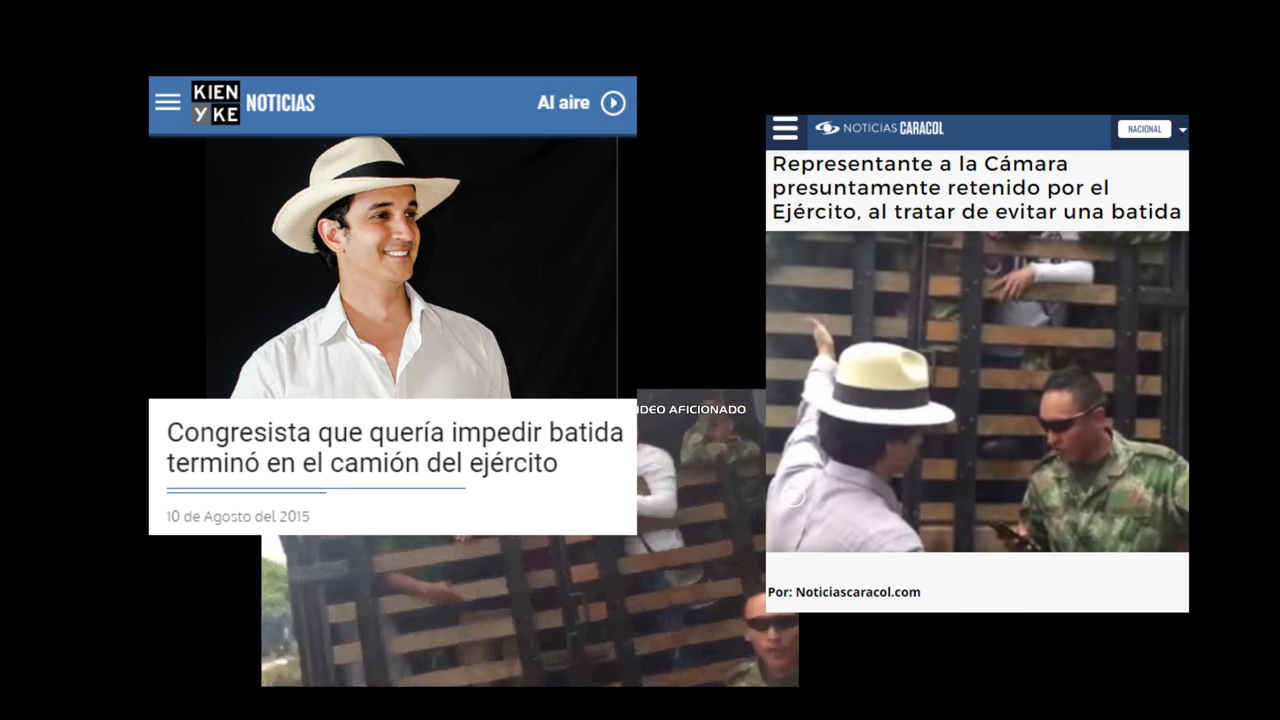 KIEN
Y KE
NOTICIAS
Al aire
Congresista que quería impedir batida
terminó en el camión del ejército
10 de Agosto del 2015
IDEO AFICIONADO
NOTICIAS CARACOL
NACIONAL
Representante a la Cámara
presuntamente retenido por el
Ejército, al tratar de evitar una batida
Por: Noticiascaracol.com